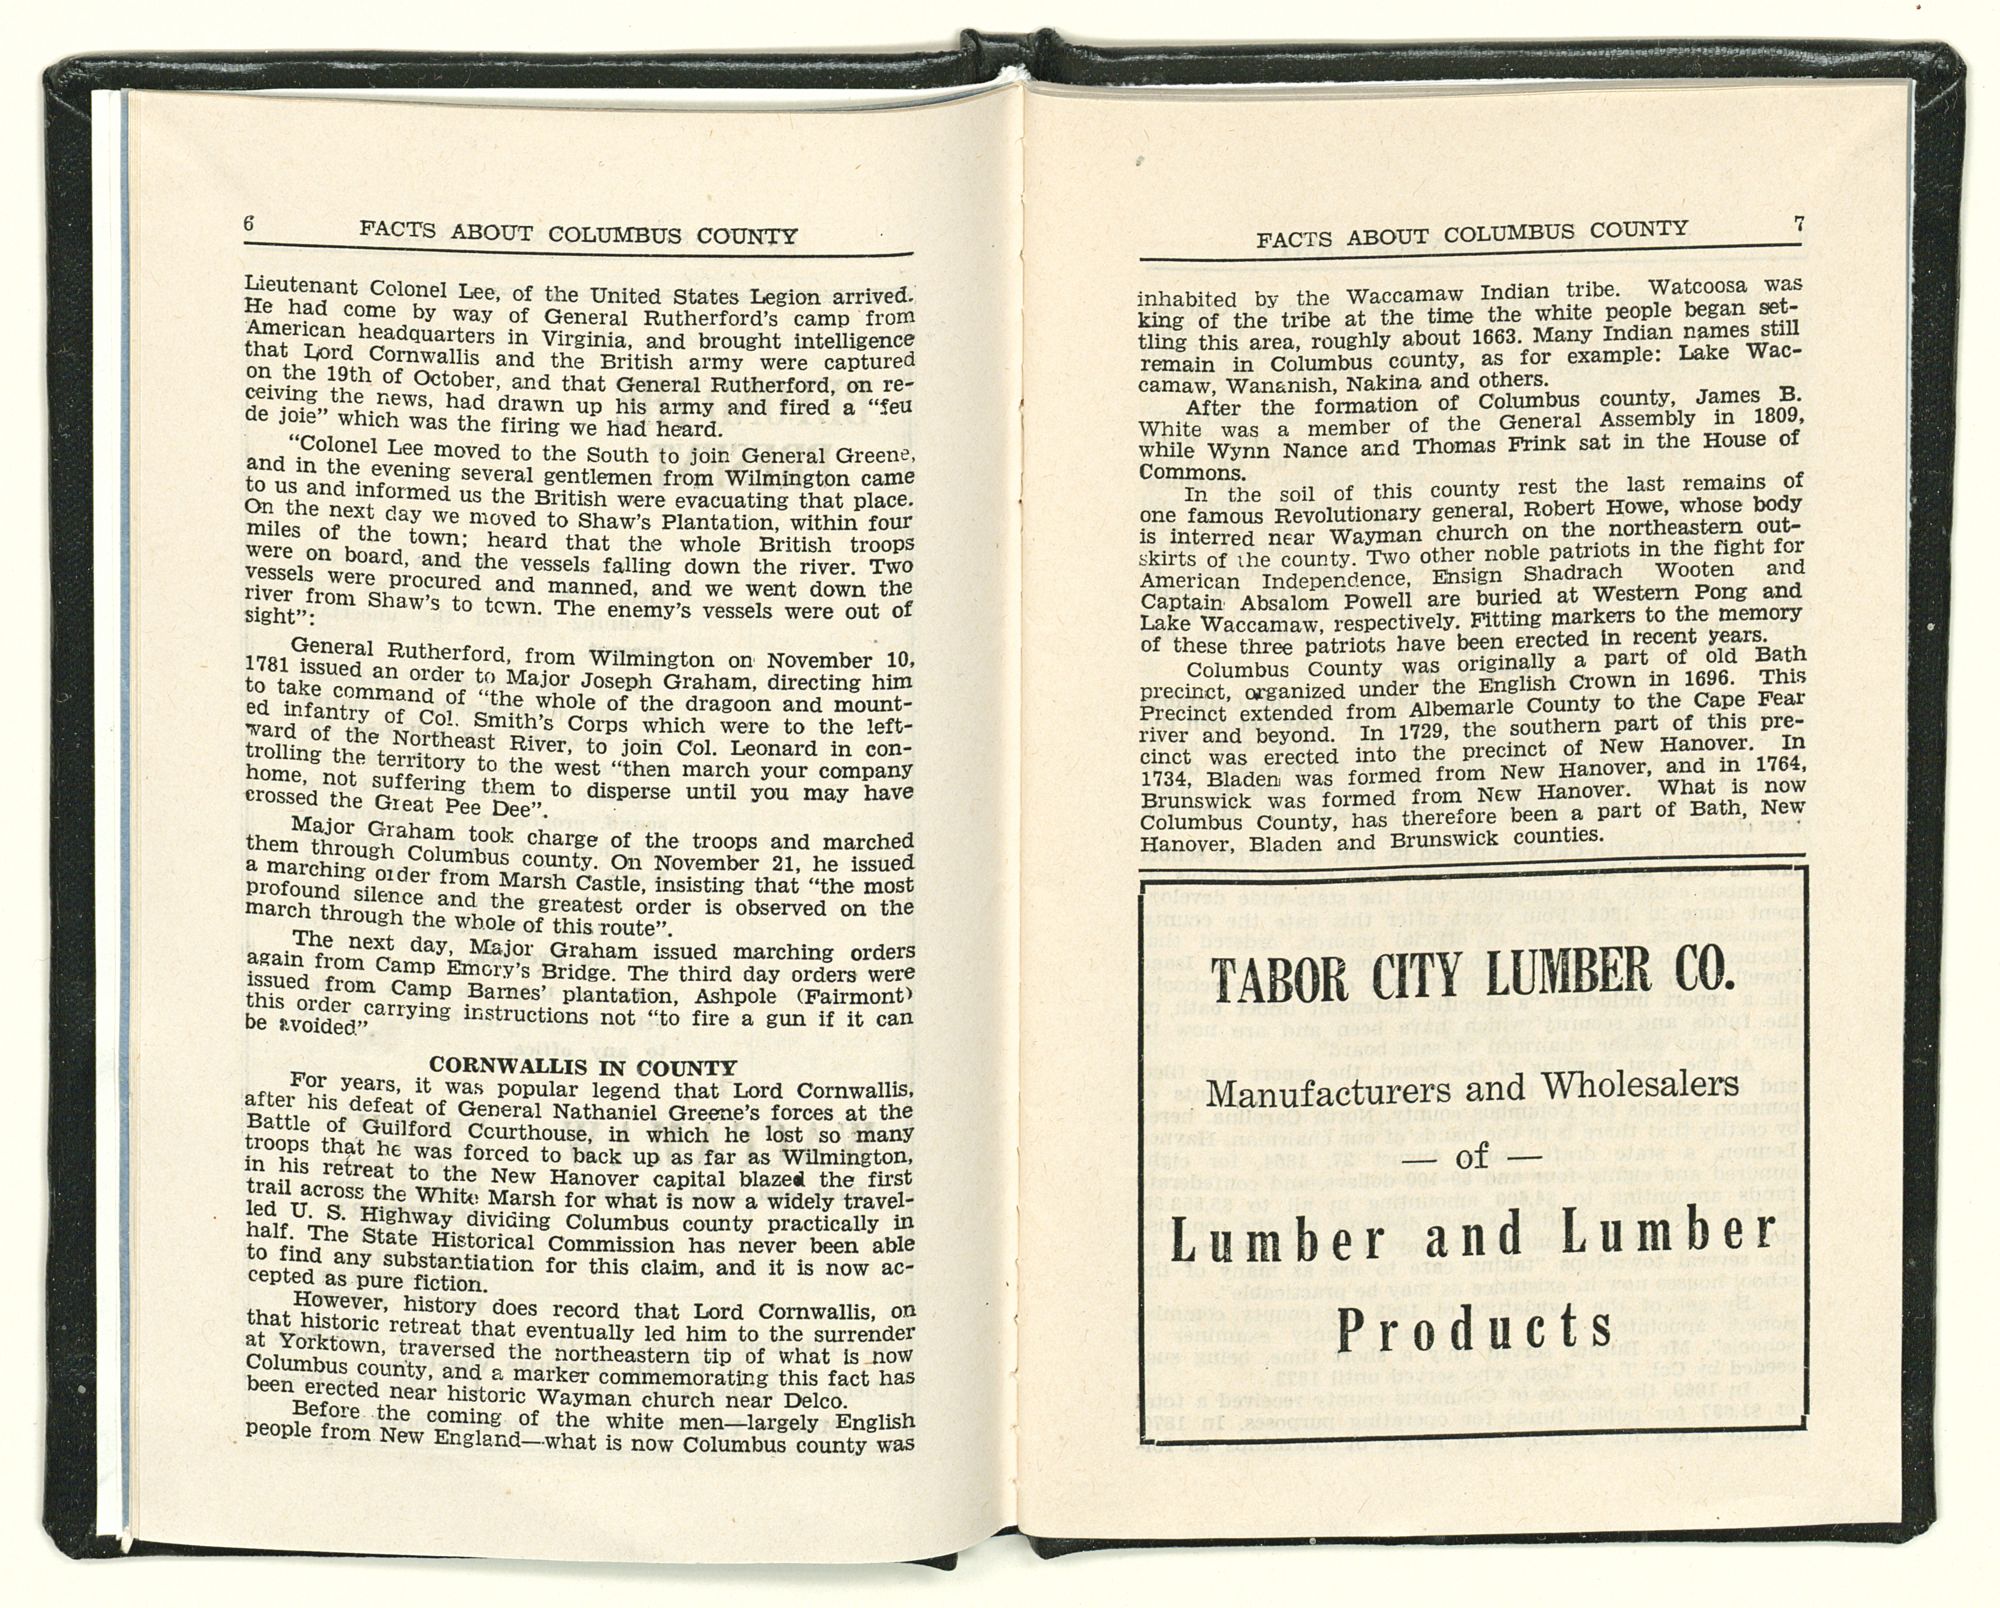 6 FACTS ABOUT COLUMBUS COUNTY
Lieutenant Colonel Lee, of the United States Legion arrived.
He had come by way of General Rutherford's camp from
American headquarters in Virginia, and brought intelligence
that Lord Cornwallis and the British army were captured
on the 19th of October, and that General Rutherford, on re-
ceiving the news, had drawn up his army and fired a "feu
de joie" which was the firing we had heard.
"Colonel Lee moved to the South to join General Greene,
and in the evening several gentlemen from Wilmington came
to us and informed us the British were evacuating that place.
On the next day we moved to Shaw's Plantation, within four
miles of the town; heard that the whole British troops
were on board, and the vessels falling down the river. Two
vessels were procured and manned, and we went down the
river from Shaw's to town. The enemy's vessels were out of
sight":
General Rutherford, from Wilmington on November 10,
1781 issued an order to Major Joseph Graham, directing him
to take command of "the whole of the dragoon and mount-
ed infantry of Col. Smith's Corps which were to the left-
ward of the Northeast River, to join Col. Leonard in con-
trolling the territory to the west "then march your company
home, not suffering them to disperse until you may have
crossed the Great Pee Dee".
Major Graham took charge of the troops and marched
them through Columbus county. On November 21, he issued
a marching order from Marsh Castle, insisting that "the most
profound silence and the greatest order is observed on the
march through the whole of this route".
The next day, Major Graham issued marching orders
again from Camp Emory's Bridge. The third day orders were
issued from Camp Barnes' plantation, Ashpole (Fairmont)
this order carrying instructions not "to fire a gun if it can
be avoided"
CORNWALLIS IN COUNTY
For years, it was popular legend that Lord Cornwallis,
after his defeat of General Nathaniel Greene's forces at the
Battle of Guilford Courthouse, in which he lost so many
troops that he was forced to back up as far as Wilmington,
in his retreat to the New Hanover capital blazed the first
trail across the White Marsh for what is now a widely travel-
led U. S. Highway dividing Columbus county practically in
half. The State Historical Commission has never been able
to find any substantiation for this claim, and it is now ac-
cepted as pure fiction.
However, history does record that Lord Cornwallis, on
that historic retreat that eventually led him to the surrender
at Yorktown, traversed the northeastern tip of what is now
Columbus county, and a marker commemorating this fact has
been erected near historic Wayman church near Delco.
Before the coming of the white men—largely English
people from New England—what is now Columbus county was
FACTS ABOUT COLUMBUS COUNTY 7
inhabited by the Waccamaw Indian tribe. Watcoosa was
king of the tribe at the time the white people began set-
tling this area, roughly about 1663. Many Indian names still
remain in Columbus county, as for example: Lake Wac-
camaw, Wananish, Nakina and others.
After the formation of Columbus county, James B.
White was a member of the General Assembly in 1809,
while Wynn Nance and Thomas Frink sat in the House of
Commons.
In the soil of this county rest the last remains of
one famous Revolutionary general, Robert Howe, whose body
is interred near Wayman church on the northeastern out-
skirts of the county. Two other noble patriots in the fight for
American Independence, Ensign Shadrach Wooten and
Captain Absalom Powell are buried at Western Pong and
Lake Waccamaw, respectively. Fitting markers to the memory
of these three patriots have been erected in recent years.
Columbus County was originally a part of old Bath
precinct, organized under the English Crown in 1696. This
Precinct extended from Albemarle County to the Cape Fear
river and beyond. In 1729, the southern part of this pre-
cinct was erected into the precinct of New Hanover. In
1734, Bladen was formed from New Hanover, and in 1764,
Brunswick was formed from New Hanover. What is now
Columbus County, has therefore been a part of Bath, New
Hanover, Bladen and Brunswick counties.
TABOR CITY LUMBER CO.
Manufacturers and Wholesalers
— of —
Lumber and Lumber
Products